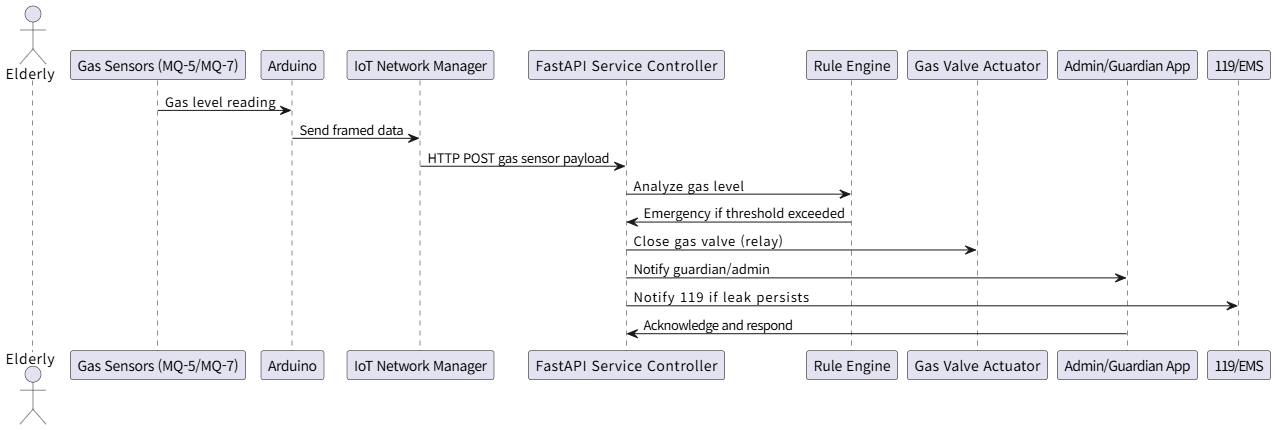 Elderly
Gas Sensors (MQ-5/MQ-7)
Arduino
IoT Network Manager
FastAPI Service Controller
Rule Engine
Gas Valve Actuator
Admin/Guardian App
119/EMS
Gas level reading
Send framed data
HTTP POST gas sensor payload
Analyze gas level
Emergency if threshold exceeded
Close gas valve (relay)
Notify guardian/admin
Notify 119 if leak persists
Acknowledge and respond
Elderly
Gas Sensors (MQ-5/MQ-7)
Arduino
IoT Network Manager
FastAPI Service Controller
Rule Engine
Gas Valve Actuator
Admin/Guardian App
119/EMS